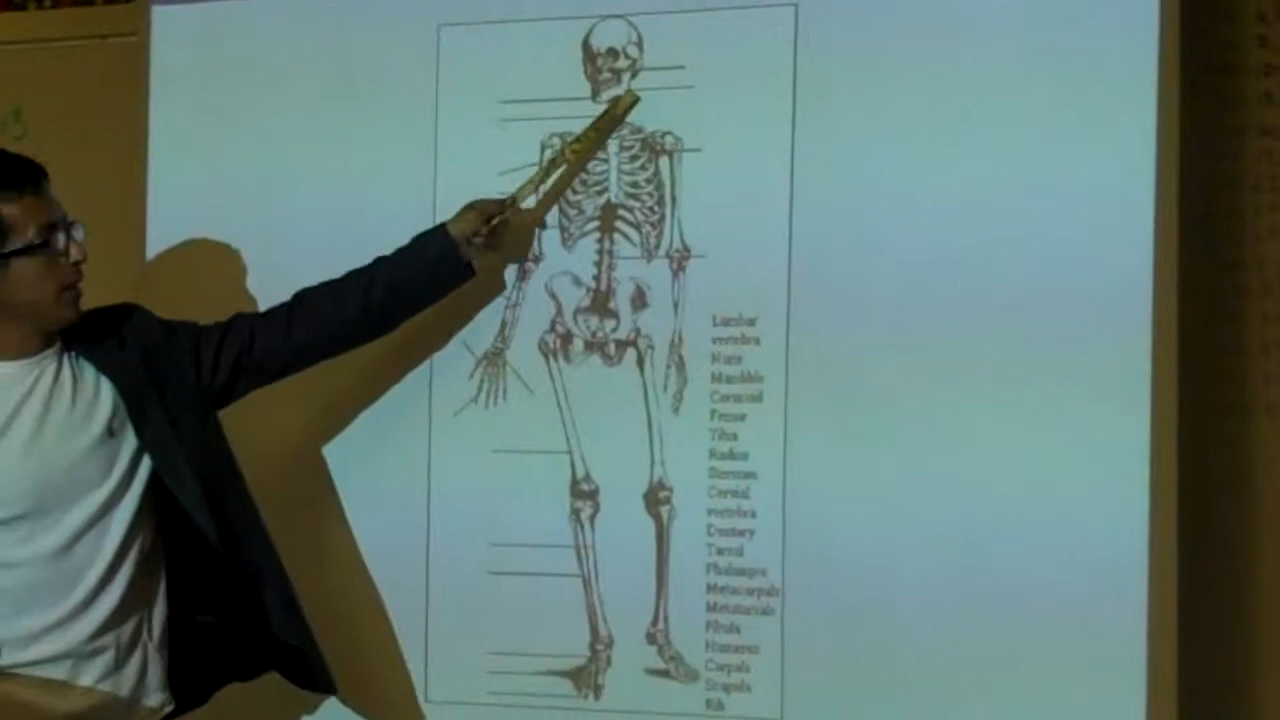 Lumbar
vertebra
Mandible
Coracoid
Femur
Tibia
Radius
Sternum
Cervial
vertebra
Dentary
Tarsal
Phalanges
Metacarpals
Metatarsals
Fibula
Humerus
Carpals
Scapula
Rib